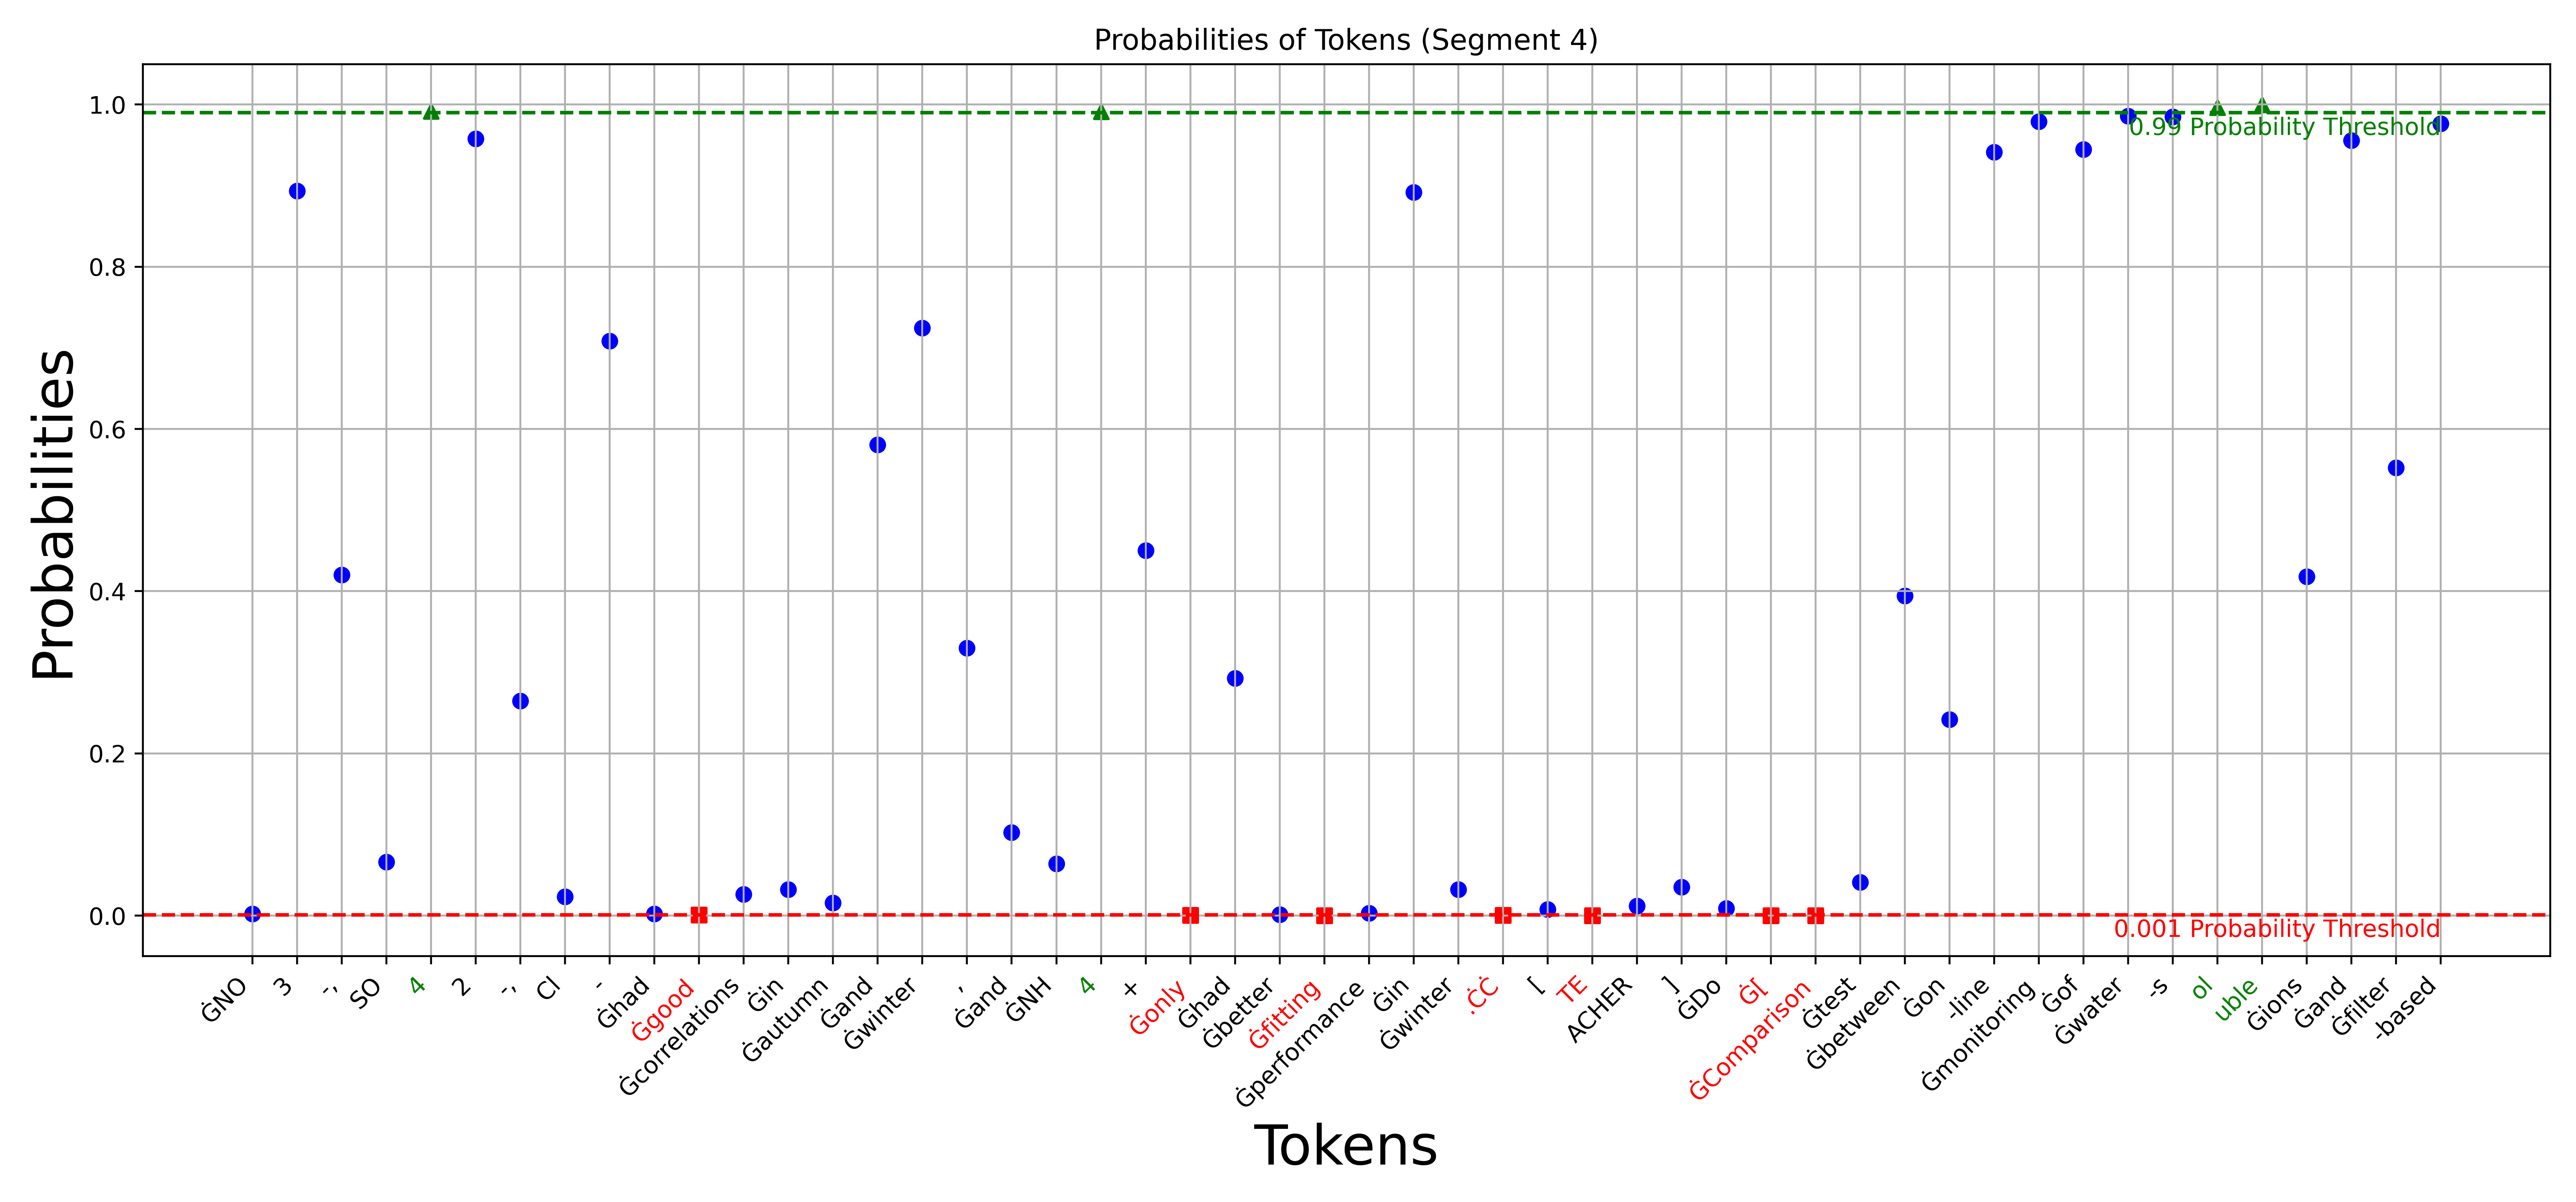 Probabilities of Tokens (Segment 4)
Probabilities
1.0
0.8
0.6
0.4
0.2
0.0
0.99 Probability Threshold
0.001 Probability Threshold
ĠNO
3
-,
SO
4
2
-,
Cl
-
Ġhad
Ġgood
Ġcorrelations
Ġin
Ġautumn
Ġand
Ġwinter
,
Ġand
ĠNH
4
+
Ġonly
Ġhad
Ġbetter
Ġfitting
Ġperformance
Ġin
Ġwinter
.ĊĊ
[
TE
ACHER
]
ĠDo
Ġ[
ĠComparison
Ġtest
Ġbetween
Ġon
-line
Ġmonitoring
Ġof
Ġwater
-s
ol
uble
Ġions
Ġand
Ġfilter
-based
Tokens